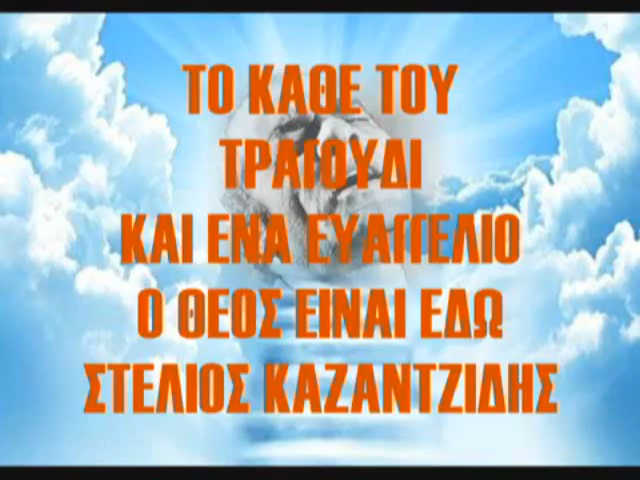 ΤΟ ΚΑΘΕ ΤΟΥ
ΤΡΑΓΟΥΔΙ
ΚΑΙ ΕΝΑ ΕΥΑΓΓΕΛΙΟ
Ο ΘΕΟΣ ΕΙΝΑΙ ΕΔΩ
ΣΤΕΛΙΟΣ ΚΑΖΑΝΤΖΙΔΗΣ